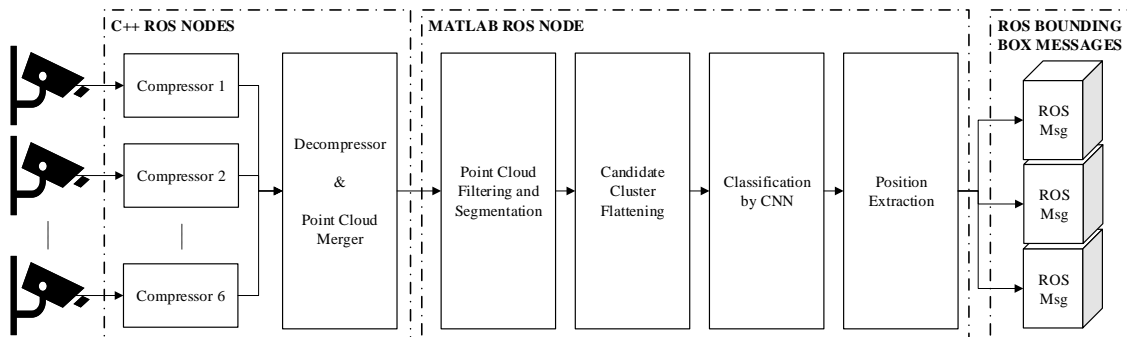 C++ ROS NODES
MATLAB ROS NODE
ROS BOUNDING
BOX MESSAGES
Compressor 1
Compressor 2
Compressor 6
Decompressor
&
Point Cloud
Merger
Point Cloud
Filtering and
Segmentation
Candidate
Cluster
Flattening
Classification
by CNN
Position
Extraction
ROS
Msg
ROS
Msg
ROS
Msg